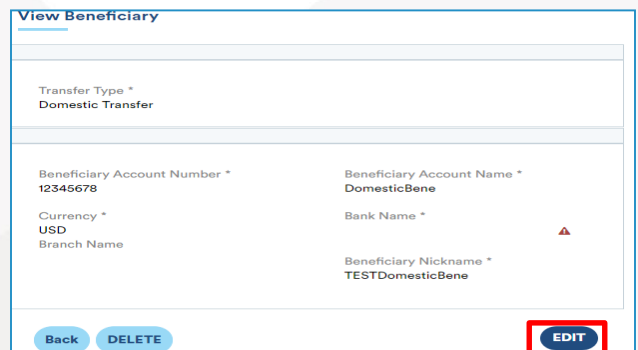 View Beneficiary
Transfer Type *
Domestic Transfer
Beneficiary Account Number *
12345678
Beneficiary Account Name *
DomesticBene
Currency *
USD
Bank Name *
Branch Name
Beneficiary Nickname *
TESTDomesticBene
Back
DELETE
EDIT